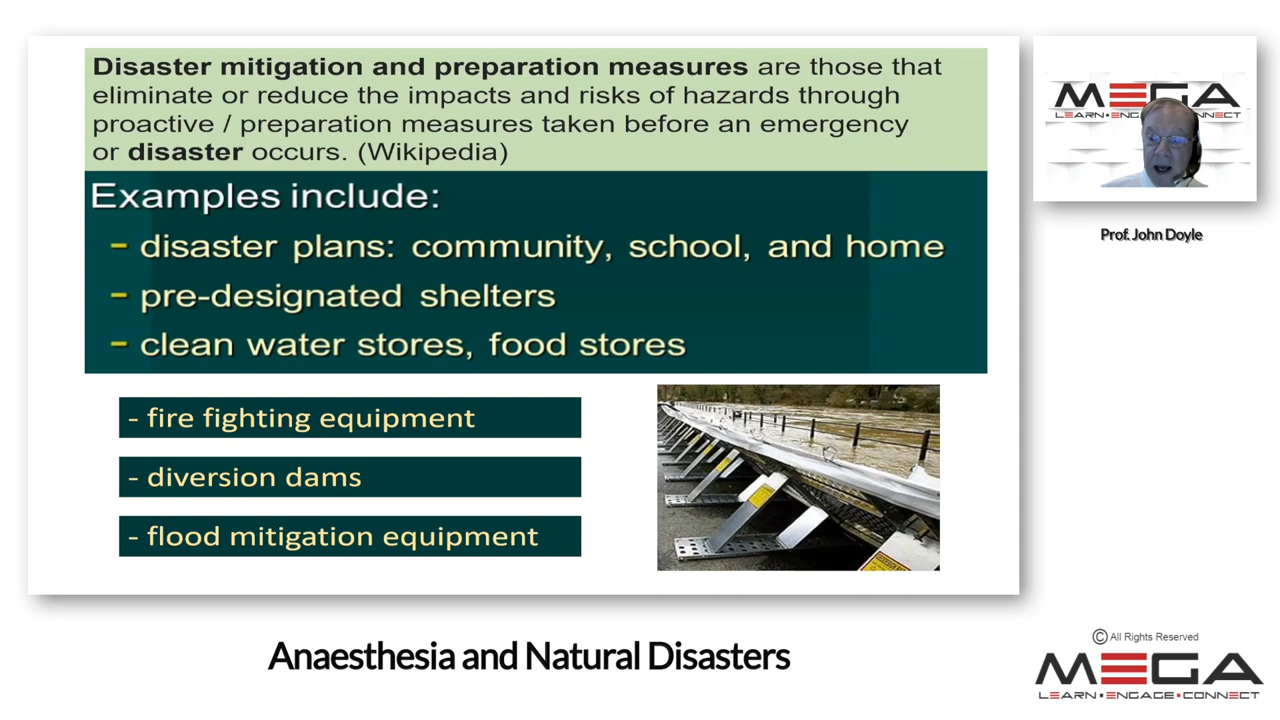 Disaster mitigation and preparation measures are those that
eliminate or reduce the impacts and risks of hazards through
proactive / preparation measures taken before an emergency
or disaster occurs. (Wikipedia)
Examples include:
- disaster plans: community, school, and home
- pre-designated shelters
- clean water stores, food stores
- fire fighting equipment
- diversion dams
- flood mitigation equipment
MEGA
Prof. John Doyle
Anaesthesia and Natural Disasters
© All Rights Reserved
MEGA
LEARN • ENGAGE • CONNECT